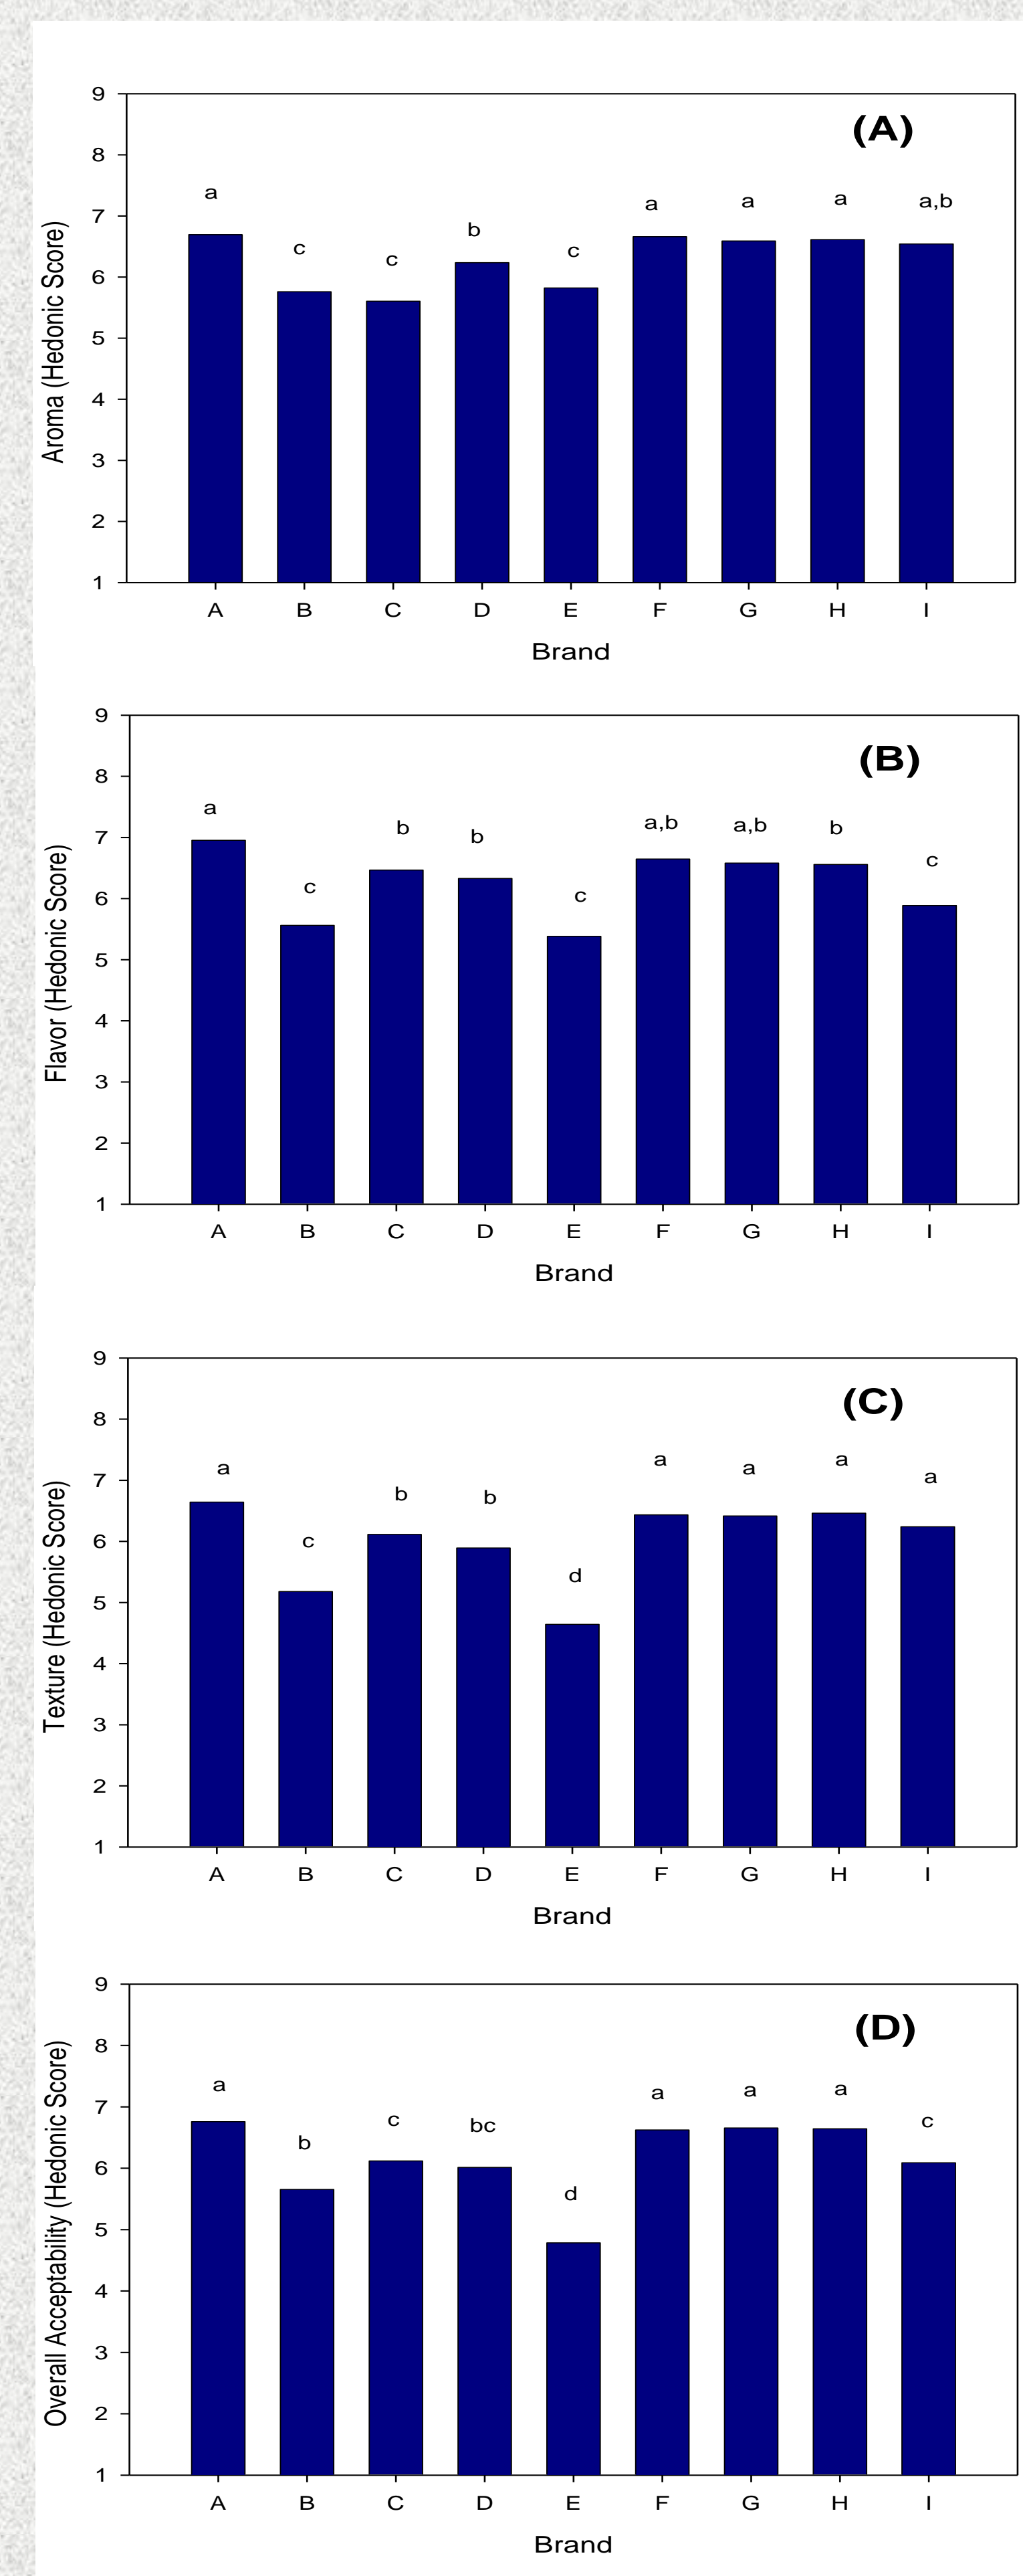 9
(A)
8
a
a
a
a
a,b
7
b
c
c
c
6
5
4
3
2
1
Aroma (Hedonic Score)
A B C D E F G H I
Brand
9
(B)
8
a
a,b
a,b
b
b
b
7
c
c
c
6
5
4
3
2
1
Flavor (Hedonic Score)
A B C D E F G H I
Brand
9
(C)
8
a
a
a
a
a
7
b
b
c
d
6
5
4
3
2
1
Texture (Hedonic Score)
A B C D E F G H I
Brand
9
(D)
8
a
a
a
a
7
c
bc
c
b
6
d
5
4
3
2
1
Overall Acceptability (Hedonic Score)
A B C D E F G H I
Brand